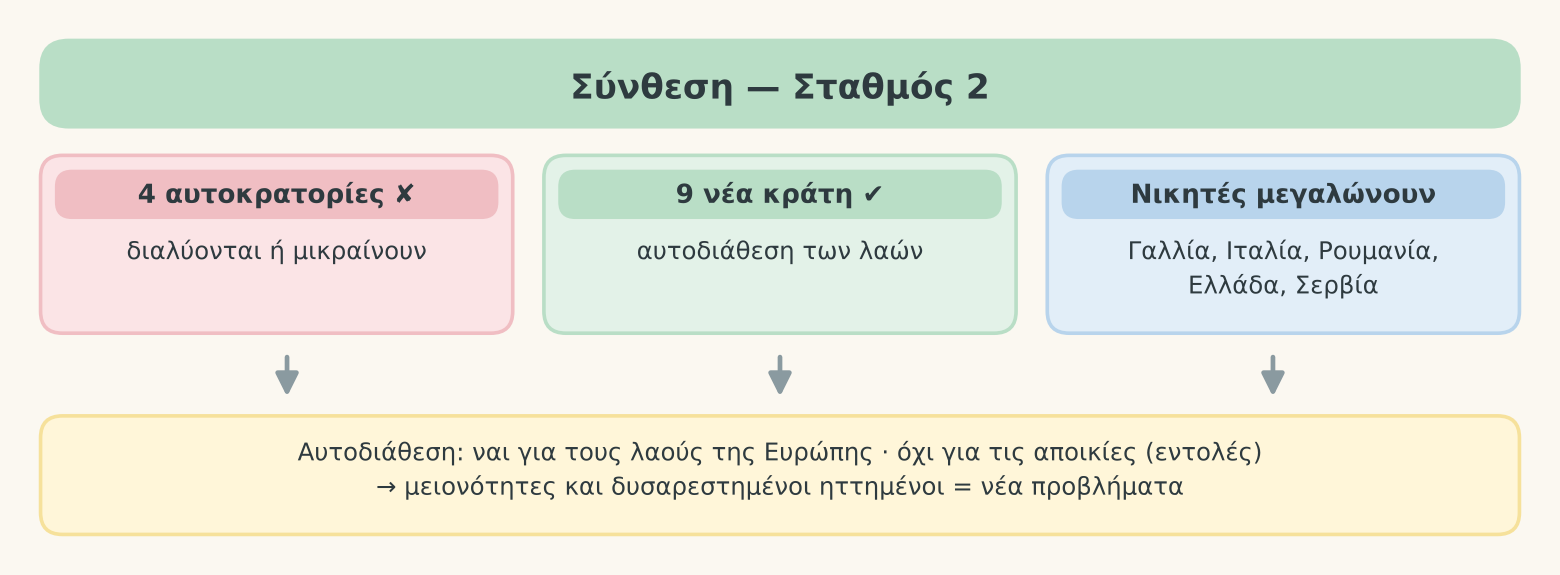 Σύνθεση — Σταθμός 2
4 αυτοκρατορίες ✘
διαλύονται ή μικραίνουν
9 νέα κράτη ✔
αυτοδιάθεση των λαών
Νικητές μεγαλώνουν
Γαλλία, Ιταλία, Ρουμανία,
Ελλάδα, Σερβία
Αυτοδιάθεση: ναι για τους λαούς της Ευρώπης · όχι για τις αποικίες (εντολές)
→ μειονότητες και δυσαρεστημένοι ηττημένοι = νέα προβλήματα